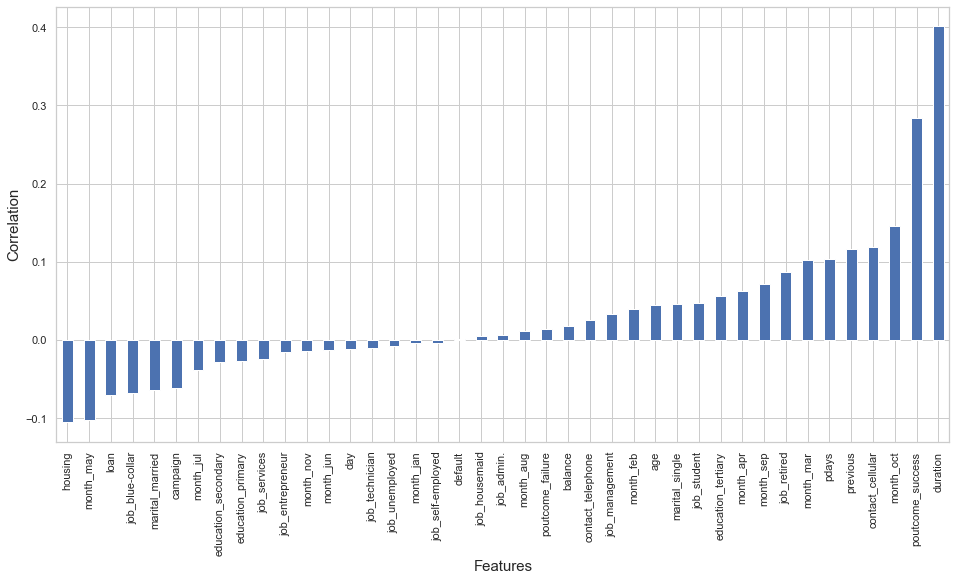 0.4
0.3
0.2
0.1
0.0
−0.1
Correlation
housing
month_may
loan
job_blue-collar
marital_married
campaign
month_jul
education_secondary
education_primary
job_services
job_entrepreneur
month_nov
month_jun
day
job_technician
job_unemployed
month_jan
job_self-employed
default
job_housemaid
job_admin.
month_aug
poutcome_failure
balance
contact_telephone
job_management
month_feb
age
marital_single
job_student
education_tertiary
month_apr
month_sep
job_retired
month_mar
pdays
previous
contact_cellular
month_oct
poutcome_success
duration
Features